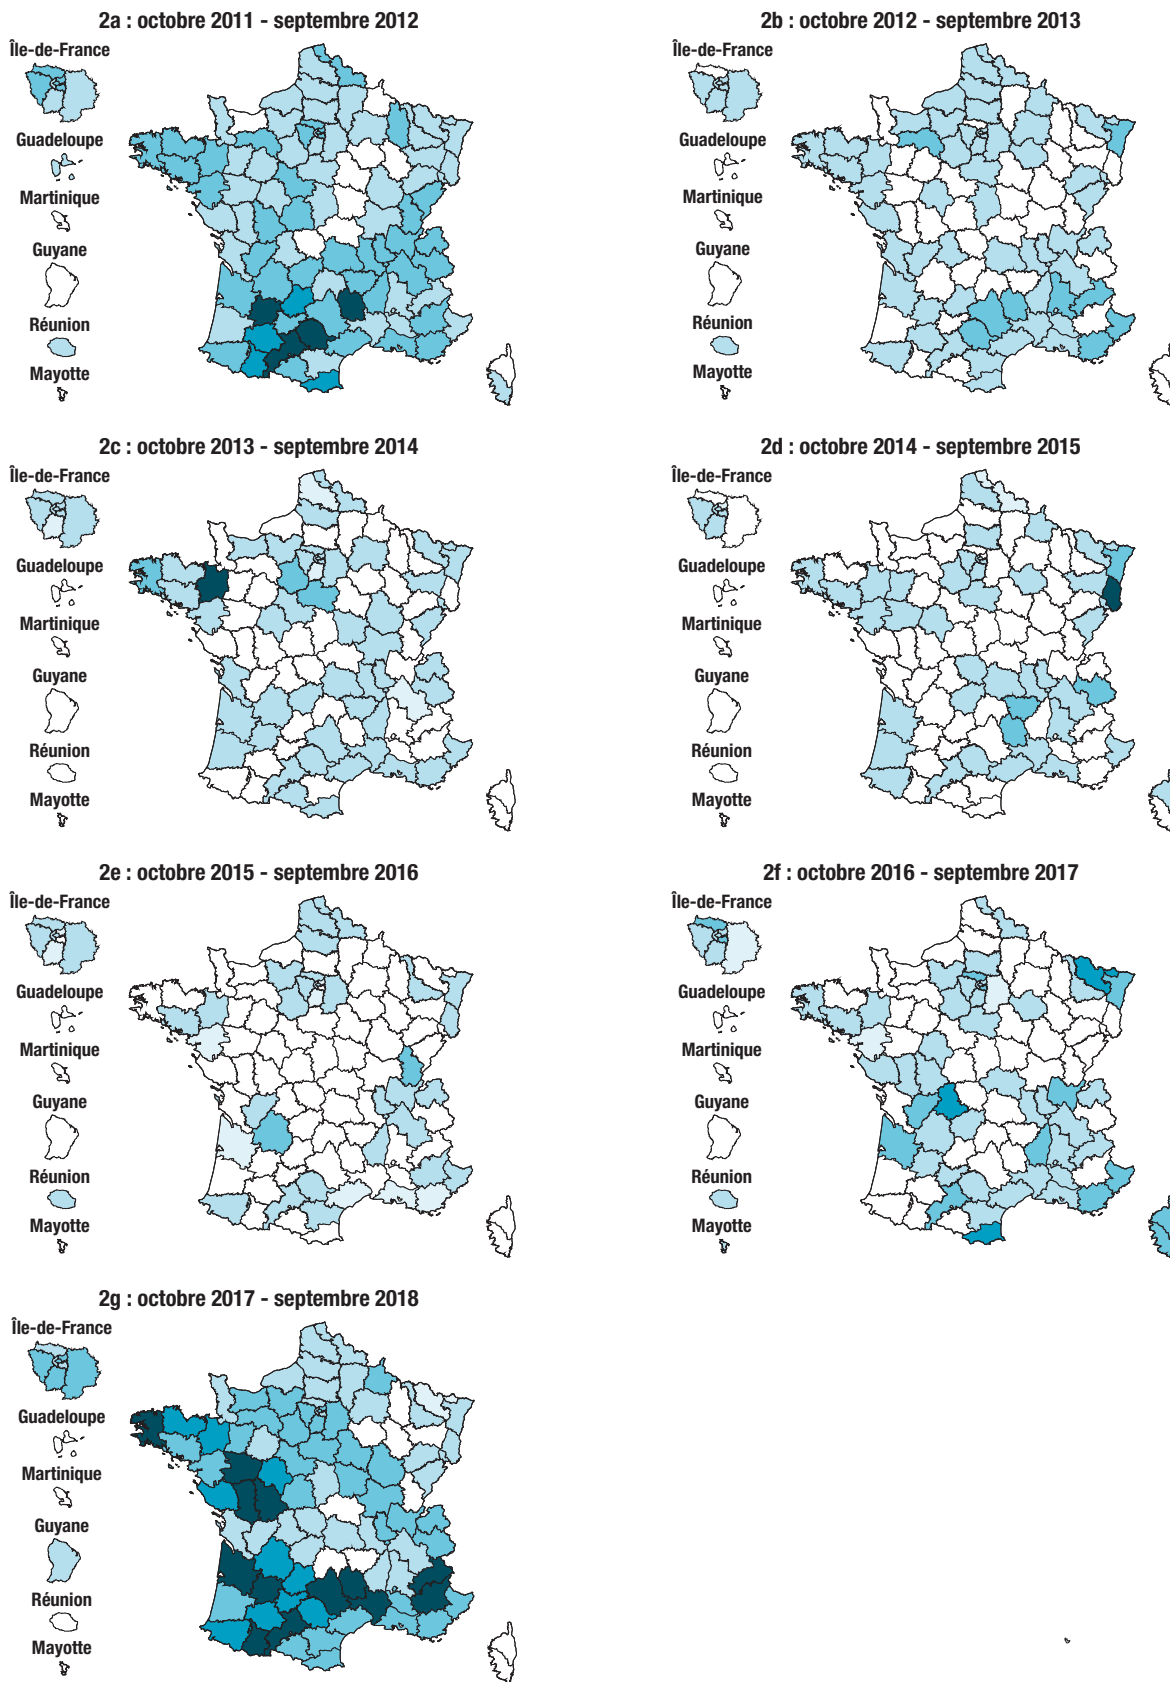 2a : octobre 2011 - septembre 2012
Île-de-France
Guadeloupe
Martinique
Guyane
Réunion
Mayotte
2b : octobre 2012 - septembre 2013
Île-de-France
Guadeloupe
Martinique
Guyane
Réunion
Mayotte
2c : octobre 2013 - septembre 2014
Île-de-France
Guadeloupe
Martinique
Guyane
Réunion
Mayotte
2d : octobre 2014 - septembre 2015
Île-de-France
Guadeloupe
Martinique
Guyane
Réunion
Mayotte
2e : octobre 2015 - septembre 2016
Île-de-France
Guadeloupe
Martinique
Guyane
Réunion
Mayotte
2f : octobre 2016 - septembre 2017
Île-de-France
Guadeloupe
Martinique
Guyane
Réunion
Mayotte
2g : octobre 2017 - septembre 2018
Île-de-France
Guadeloupe
Martinique
Guyane
Réunion
Mayotte